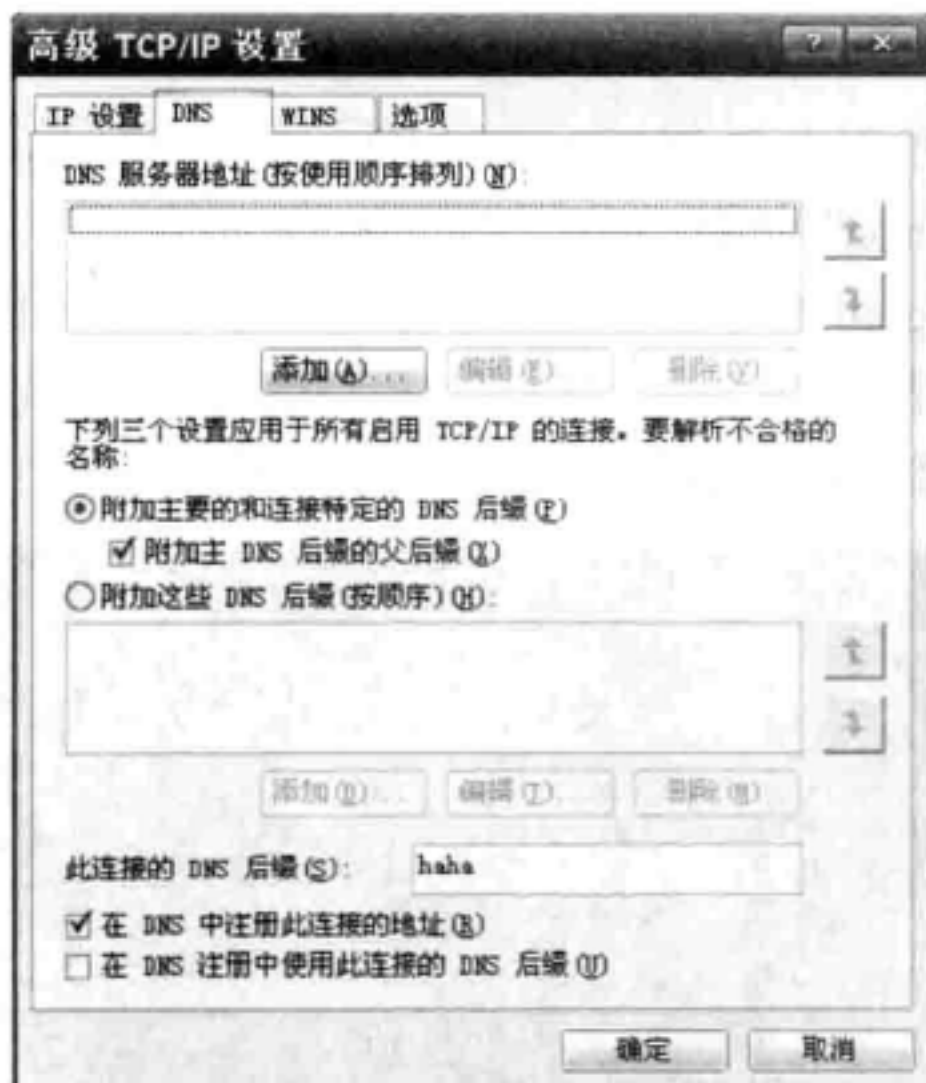 高级 TCP/IP 设置
IP 设置 DNS WINS 选项
DNS 服务器地址(按使用顺序排列)(N):
添加(A)... 编辑(E) 删除(V)
下列三个设置应用于所有启用 TCP/IP 的连接。要解析不合格的
名称:
附加主要的和连接特定的 DNS 后缀(P)
附加主 DNS 后缀的父后缀(X)
附加这些 DNS 后缀(按顺序)(H):
添加(D)... 编辑(T)... 删除(M)
此连接的 DNS 后缀(S): haha
在 DNS 中注册此连接的地址(R)
在 DNS 注册中使用此连接的 DNS 后缀(U)
确定 取消